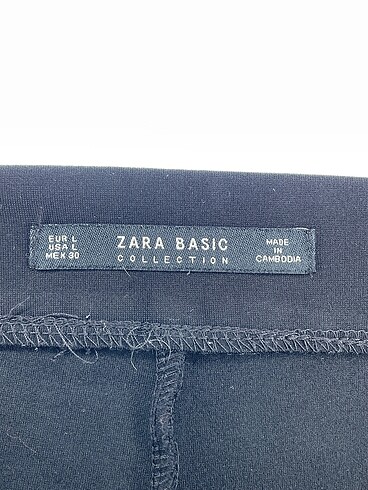 EUR L
USA L
MEX 30
ZARA BASIC
COLLECTION
MADE
IN
CAMBODIA